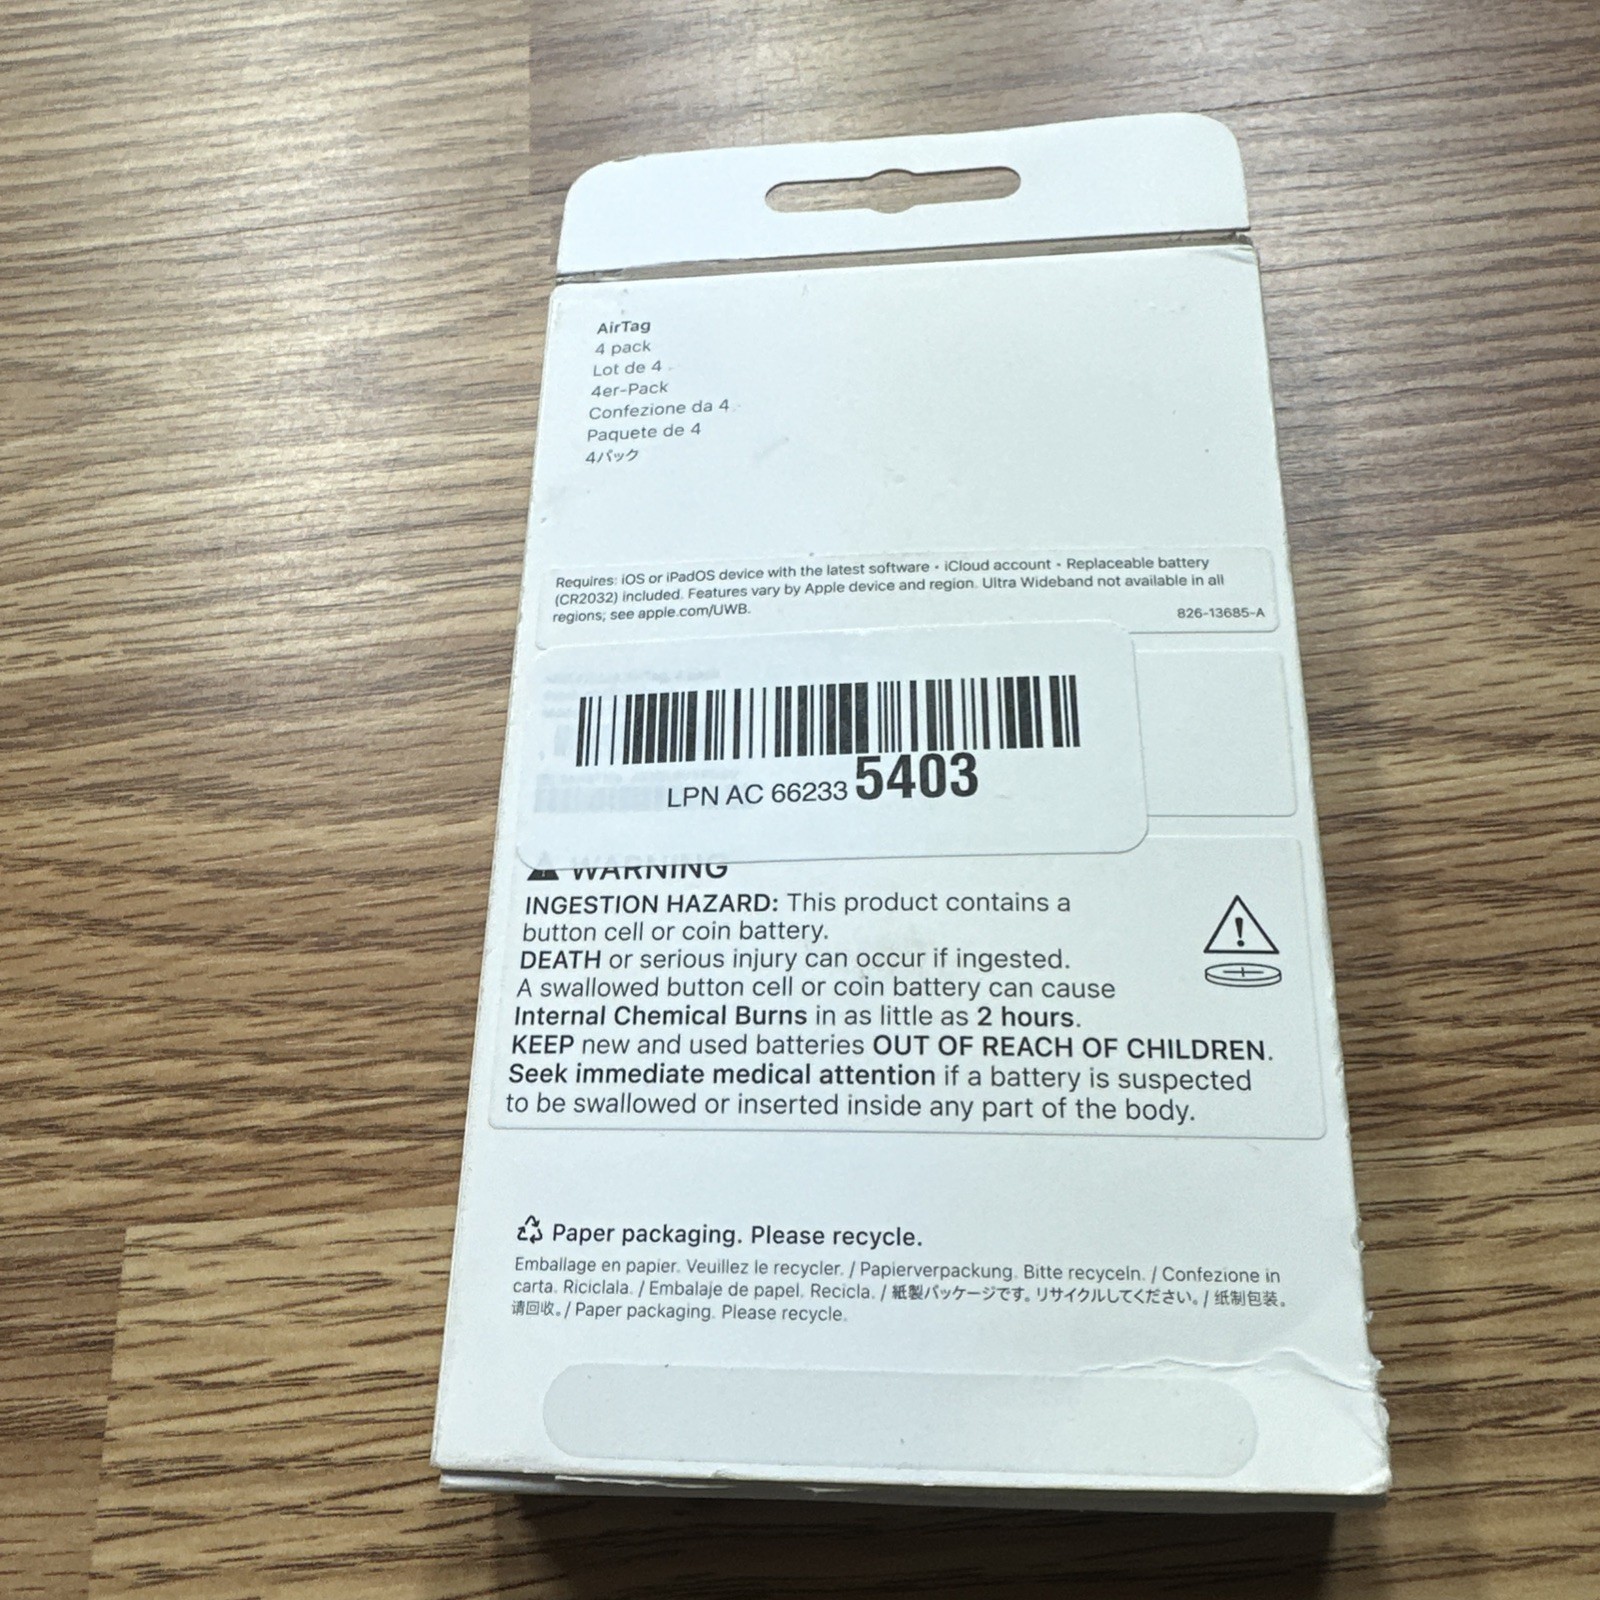 AirTag
4 pack
Lot de 4
4er-Pack
Confezione da 4
Paquete de 4
4パック
Requires: iOS or iPadOS device with the latest software • iCloud account • Replaceable battery
(CR2032) included. Features vary by Apple device and region. Ultra Wideband not available in all
regions; see apple.com/UWB.
826-13685-A
LPN AC 66233 5403
WARNING
INGESTION HAZARD: This product contains a
button cell or coin battery.
DEATH or serious injury can occur if ingested.
A swallowed button cell or coin battery can cause
Internal Chemical Burns in as little as 2 hours.
KEEP new and used batteries OUT OF REACH OF CHILDREN.
Seek immediate medical attention if a battery is suspected
to be swallowed or inserted inside any part of the body.
Paper packaging. Please recycle.
Emballage en papier. Veuillez le recycler. / Papierverpackung. Bitte recyceln. / Confezione in
carta. Riciclala. / Embalaje de papel. Recicla. / 紙製パッケージです。リサイクルしてください。/ 纸制包装。
请回收。/ Paper packaging. Please recycle.